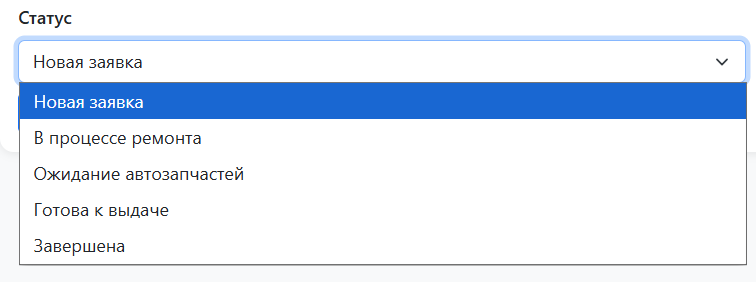 Статус
Новая заявка
Новая заявка
В процессе ремонта
Ожидание автозапчастей
Готова к выдаче
Завершена